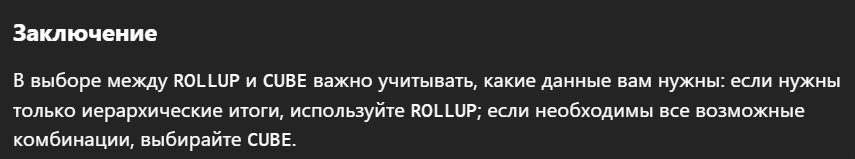 Заключение
В выборе между ROLLUP и CUBE важно учитывать, какие данные вам нужны: если нужны
только иерархические итоги, используйте ROLLUP; если необходимы все возможные
комбинации, выбирайте CUBE.